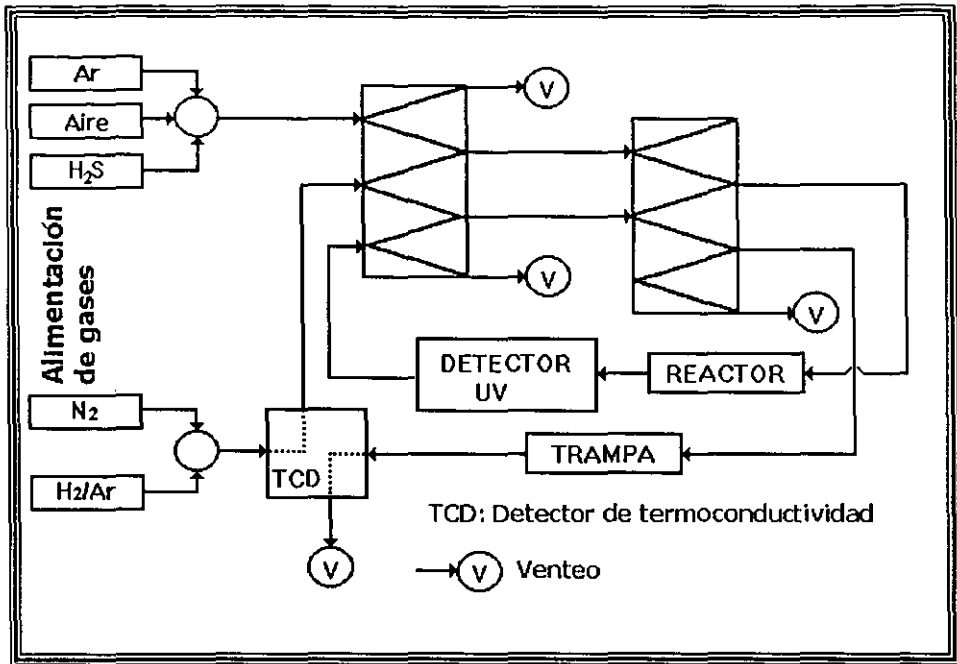 Ar
Aire
H₂S
Alimentación
de gases
N₂
H₂/Ar
V
V
V
DETECTOR
UV
REACTOR
TRAMPA
TCD
TCD: Detector de termoconductividad
V
V Venteo